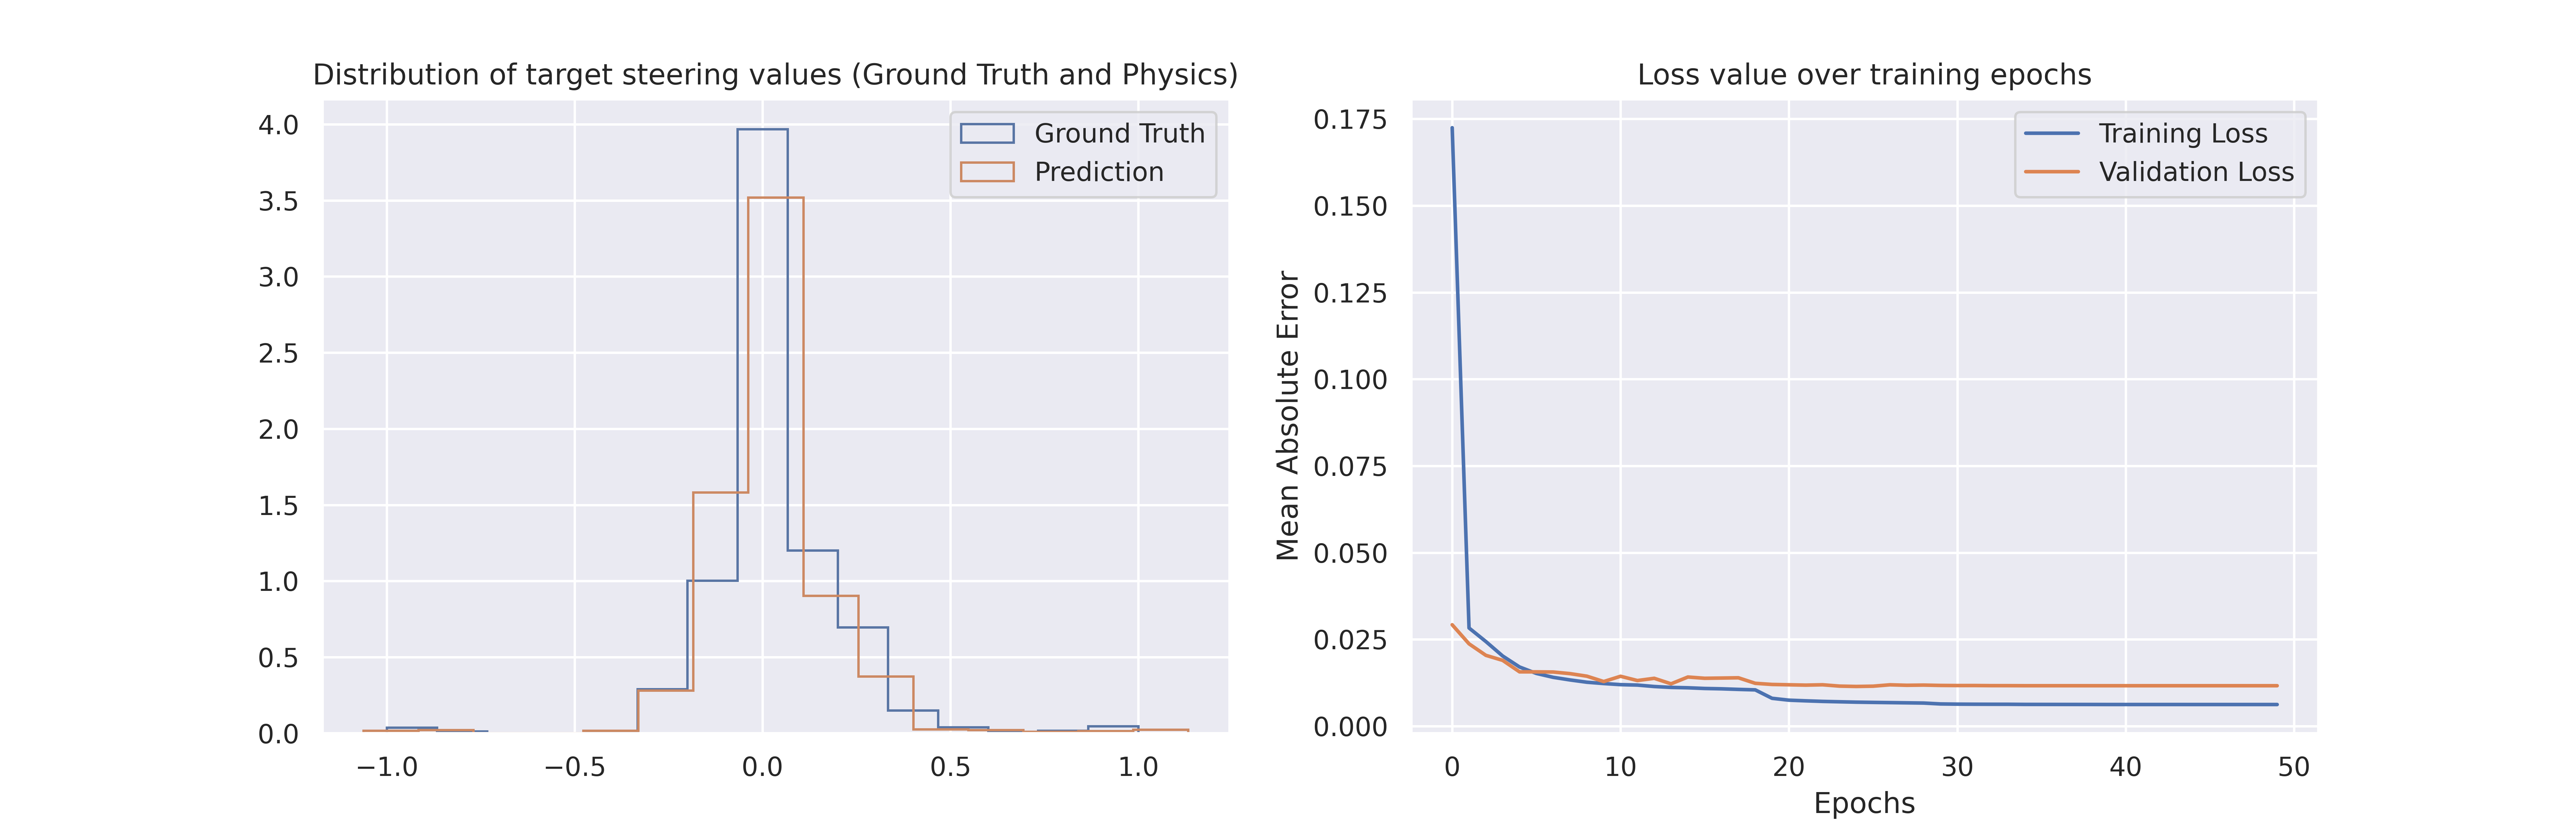 Distribution of target steering values (Ground Truth and Physics)
4.0
3.5
3.0
2.5
2.0
1.5
1.0
0.5
0.0
−1.0 −0.5 0.0 0.5 1.0
Ground Truth
Prediction
Loss value over training epochs
Mean Absolute Error
0.175
0.150
0.125
0.100
0.075
0.050
0.025
0.000
0 10 20 30 40 50
Epochs
Training Loss
Validation Loss